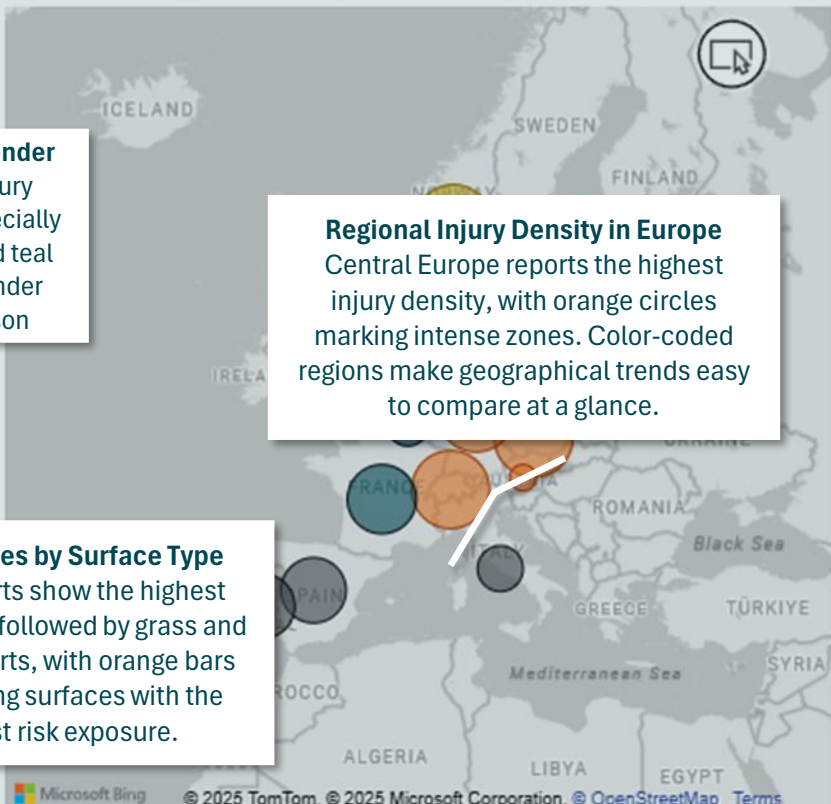 ICELAND
SWEDEN
FINLAND
NORWAY
nder
ury
ecially
d teal
nder
son
Regional Injury Density in Europe
Central Europe reports the highest
injury density, with orange circles
marking intense zones. Color-coded
regions make geographical trends easy
to compare at a glance.
IRELA
UKRAINE
FRANCE
ROMANIA
ITALY
Black Sea
es by Surface Type
rts show the highest
followed by grass and
rts, with orange bars
ng surfaces with the
st risk exposure.
SPAIN
GREECE
TÜRKIYE
Mediterranean Sea
SYRIA
ROCCO
ALGERIA
LIBYA
EGYPT
Microsoft Bing
© 2025 TomTom, © 2025 Microsoft Corporation, © OpenStreetMap Terms